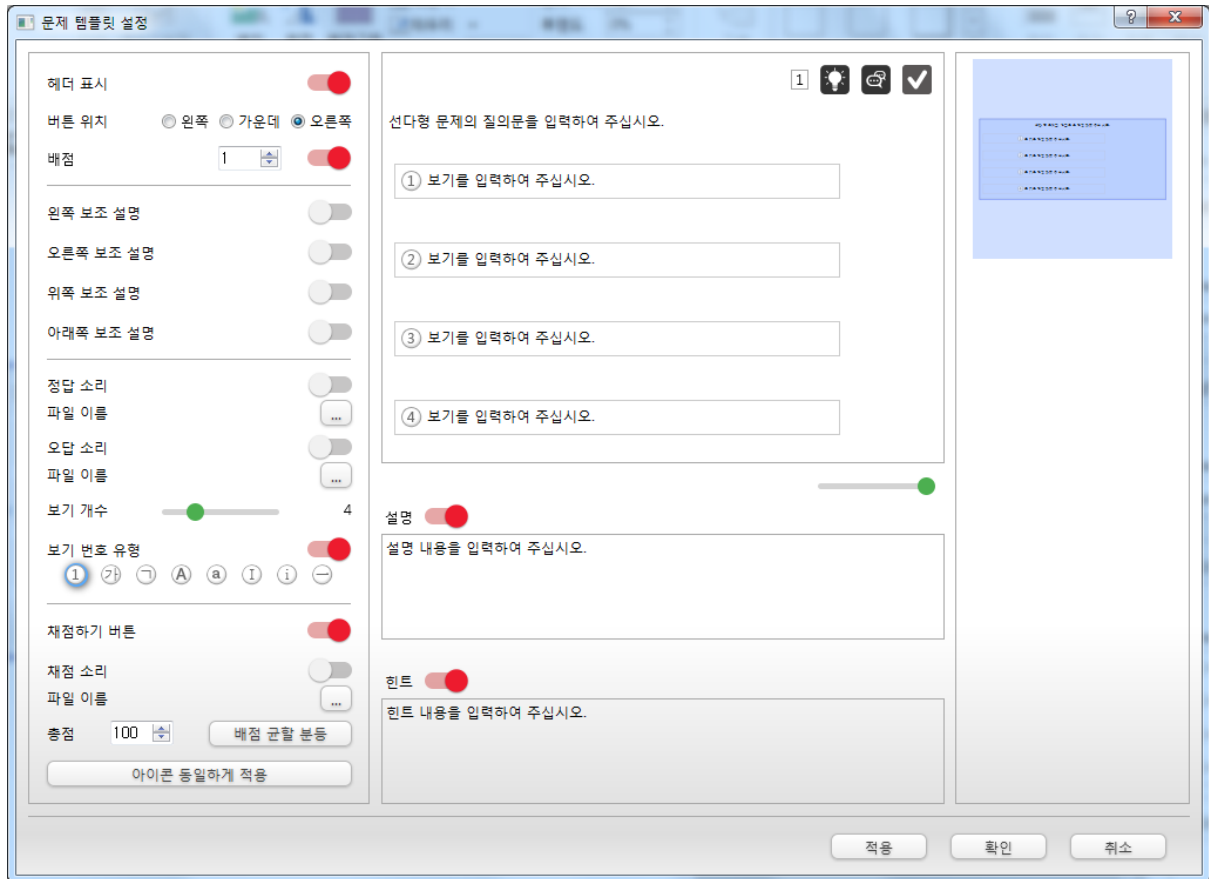 문제 템플릿 설정
헤더 표시
버튼 위치 왼쪽 가운데 오른쪽
배점 1
왼쪽 보조 설명
오른쪽 보조 설명
위쪽 보조 설명
아래쪽 보조 설명
정답 소리
파일 이름 ...
오답 소리
파일 이름 ...
보기 개수 4
보기 번호 유형
① ㉮ ㉠ Ⓐ ⓐ Ⅰ ⓘ ㊀
채점하기 버튼
채점 소리
파일 이름 ...
총점 100 배점 균할 분등
아이콘 동일하게 적용
1
선다형 문제의 질의문을 입력하여 주십시오.
① 보기를 입력하여 주십시오.
② 보기를 입력하여 주십시오.
③ 보기를 입력하여 주십시오.
④ 보기를 입력하여 주십시오.
설명
설명 내용을 입력하여 주십시오.
힌트
힌트 내용을 입력하여 주십시오.
적용 확인 취소